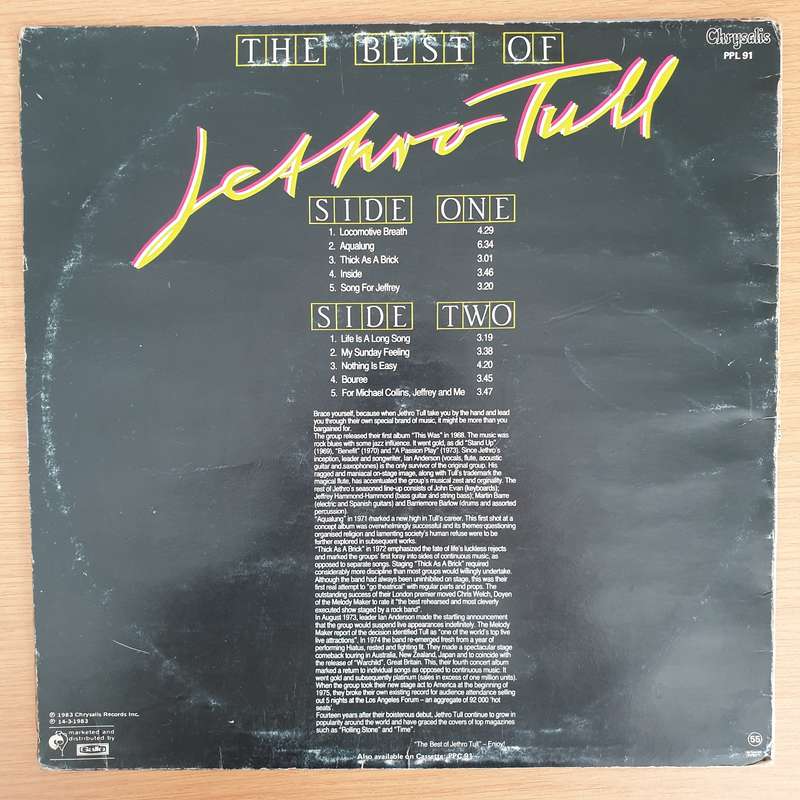 THE BEST OF
Chrysalis
PPL 91
Jethro Tull
SIDE ONE
1. Locomotive Breath 4.29
2. Aqualung 6.34
3. Thick As A Brick 3.01
4. Inside 3.46
5. Song For Jeffrey 3.20
SIDE TWO
1. Life Is A Long Song 3.19
2. My Sunday Feeling 3.38
3. Nothing Is Easy 4.20
4. Bouree 3.45
5. For Michael Collins, Jeffrey and Me 3.47
Brace yourself, because when Jethro Tull take you by the hand and lead
you through their own special brand of music, it might be more than you
bargained for.
The group released their first album "This Was" in 1968. The music was
rock blues with some jazz influence. It went gold, as did "Stand Up"
(1969), "Benefit" (1970) and "A Passion Play" (1973). Since Jethro's
inception, leader and songwriter, Ian Anderson (vocals, flute, acoustic
guitar and saxophones) is the only survivor of the original group. His
ragged and maniacal on-stage image, along with Tull's trademark the
magical flute, has accentuated the group's musical zest and orginality. The
rest of Jethro's seasoned line-up consists of John Evan (keyboards);
Jeffrey Hammond-Hammond (bass guitar and string bass); Martin Barre
(electric and Spanish guitars) and Barriemore Barlow (drums and assorted
percussion).
"Aqualung" in 1971 marked a new high in Tull's career. This first shot at a
concept album was overwhelmingly successful and its themes questioning
organised religion and lamenting society's human refuse were to be
further explored in subsequent works.
"Thick As A Brick" in 1972 emphasized the fate of life's luckless rejects
and marked the groups' first foray into sides of continuous music, as
opposed to separate songs. Staging "Thick As A Brick" required
considerably more discipline than most groups would willingly undertake.
Although the band had always been uninhibited on stage, this was their
first real attempt to "go theatrical" with regular parts and props. The
outstanding success of their London premier moved Chris Welch, Doyen
of the Melody Maker to rate it "the best rehearsed and most cleverly
executed show staged by a rock band".
In August 1973, leader Ian Anderson made the startling announcement
that the group would suspend live appearances indefinitely. The Melody
Maker report of the decision identified Tull as "one of the world's top five
live attractions". In 1974 the band re-emerged fresh from a year of
performing Hiatus, rested and fighting fit. They made a spectacular stage
comeback touring in Australia, New Zealand, Japan and to coincide with
the release of "Warchild", Great Britain. This, their fourth concert album
marked a return to individual songs as opposed to continuous music. It
went gold and subsequently platinum (sales in excess of one million units).
When the group took their new stage act to America at the beginning of
1975, they broke their own existing record for audience attendance selling
out 5 nights at the Los Angeles Forum – an aggregate of 92 000 'hot
seats'.
Fourteen years after their boisterous debut, Jethro Tull continue to grow in
popularity around the world and have graced the covers of top magazines
such as "Rolling Stone" and "Time".
"The Best of Jethro Tull" – Enjoy!
Also available on Cassette: PPC 91
℗ 1983 Chrysalis Records Inc.
℗ 14-3-1983
marketed and
distributed by Gallo
55